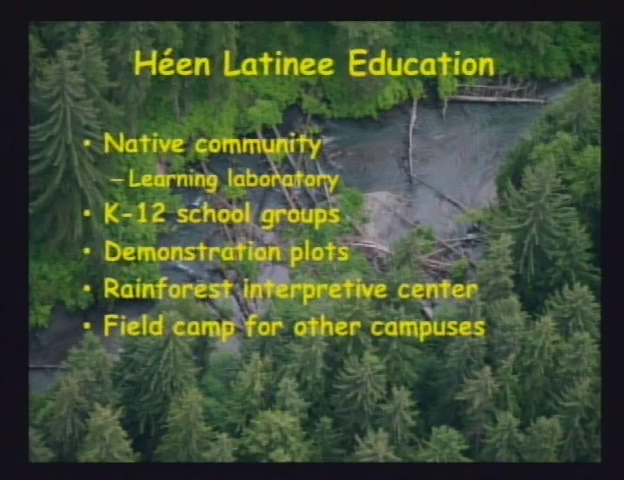 Héen Latinee Education
• Native community
– Learning laboratory
• K-12 school groups
• Demonstration plots
• Rainforest interpretive center
• Field camp for other campuses